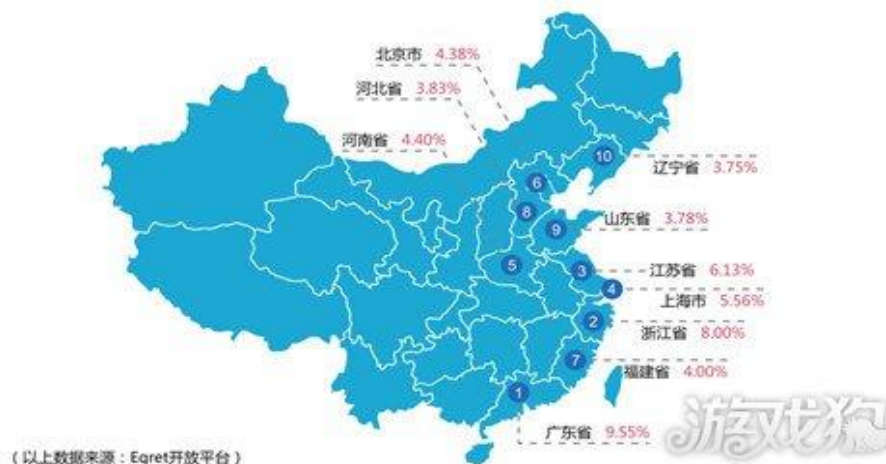 北京市 4.38%
河北省 3.83%
河南省 4.40%
10
辽宁省 3.75%
6
8
山东省 3.78%
9
5
3
江苏省 6.13%
4
上海市 5.56%
2
浙江省 8.00%
7
福建省 4.00%
1
广东省 9.55%
游戏狗
（以上数据来源：Egret开放平台）